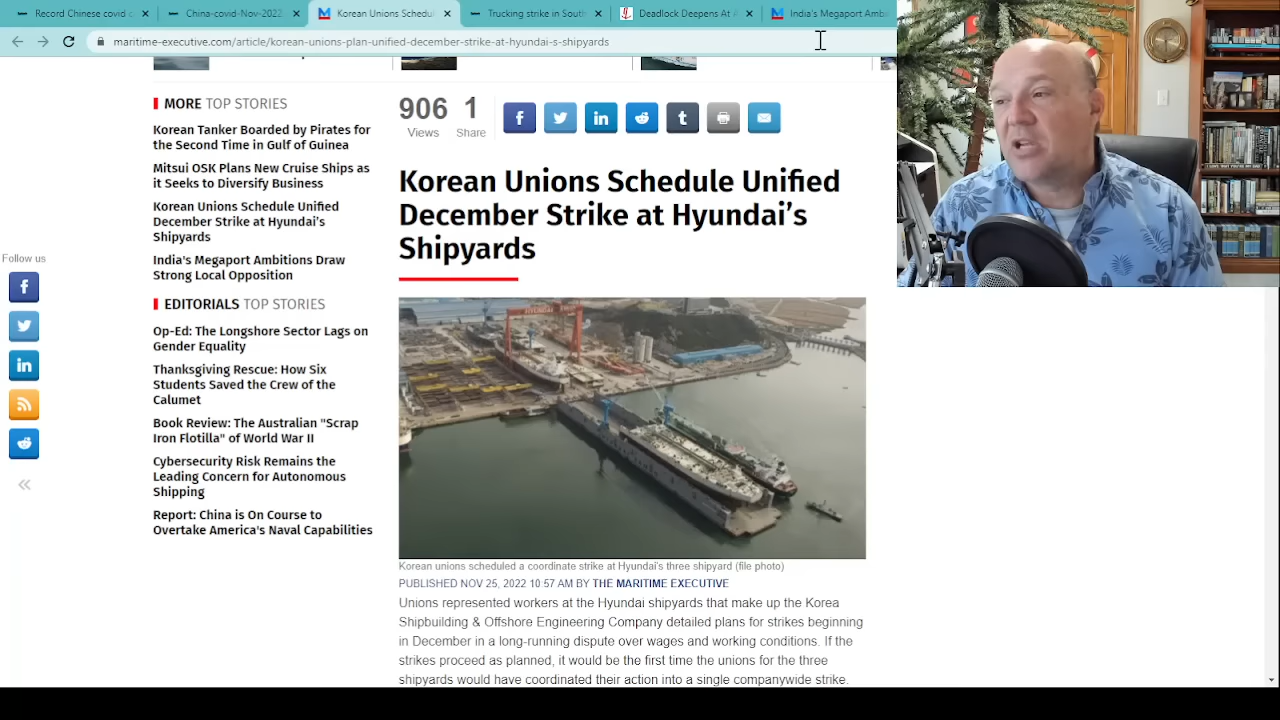 Record Chinese covid c
China-covid-Nov-2022-
Korean Unions Schedul
Trucking strike in South
Deadlock Deepens At A
India's Megaport Ambi
maritime-executive.com/article/korean-unions-plan-unified-december-strike-at-hyundai-s-shipyards
MORE TOP STORIES
Korean Tanker Boarded by Pirates for
the Second Time in Gulf of Guinea
Mitsui OSK Plans New Cruise Ships as
it Seeks to Diversify Business
Korean Unions Schedule Unified
December Strike at Hyundai's
Shipyards
India's Megaport Ambitions Draw
Strong Local Opposition
Follow us
EDITORIALS TOP STORIES
Op-Ed: The Longshore Sector Lags on
Gender Equality
Thanksgiving Rescue: How Six
Students Saved the Crew of the
Calumet
Book Review: The Australian "Scrap
Iron Flotilla" of World War II
Cybersecurity Risk Remains the
Leading Concern for Autonomous
Shipping
Report: China is On Course to
Overtake America's Naval Capabilities
906 1
Views Share
Korean Unions Schedule Unified
December Strike at Hyundai’s
Shipyards
HYUNDAI
Korean unions scheduled a coordinate strike at Hyundai's three shipyard (file photo)
PUBLISHED NOV 25, 2022 10:57 AM BY THE MARITIME EXECUTIVE
Unions represented workers at the Hyundai shipyards that make up the Korea
Shipbuilding & Offshore Engineering Company detailed plans for strikes beginning
in December in a long-running dispute over wages and working conditions. If the
strikes proceed as planned, it would be the first time the unions for the three
shipyards would have coordinated their action into a single companywide strike.